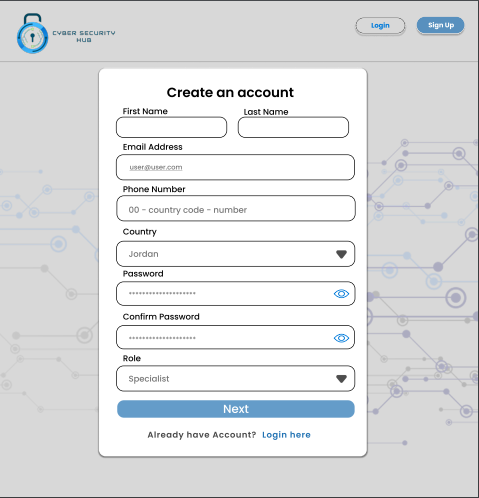 CYBER SECURITY
HUB
Login
Sign Up
Create an account
First Name
Last Name
Email Address
user@user.com
Phone Number
00 - country code - number
Country
Jordan
Password
********************
Confirm Password
********************
Role
Specialist
Next
Already have Account? Login here